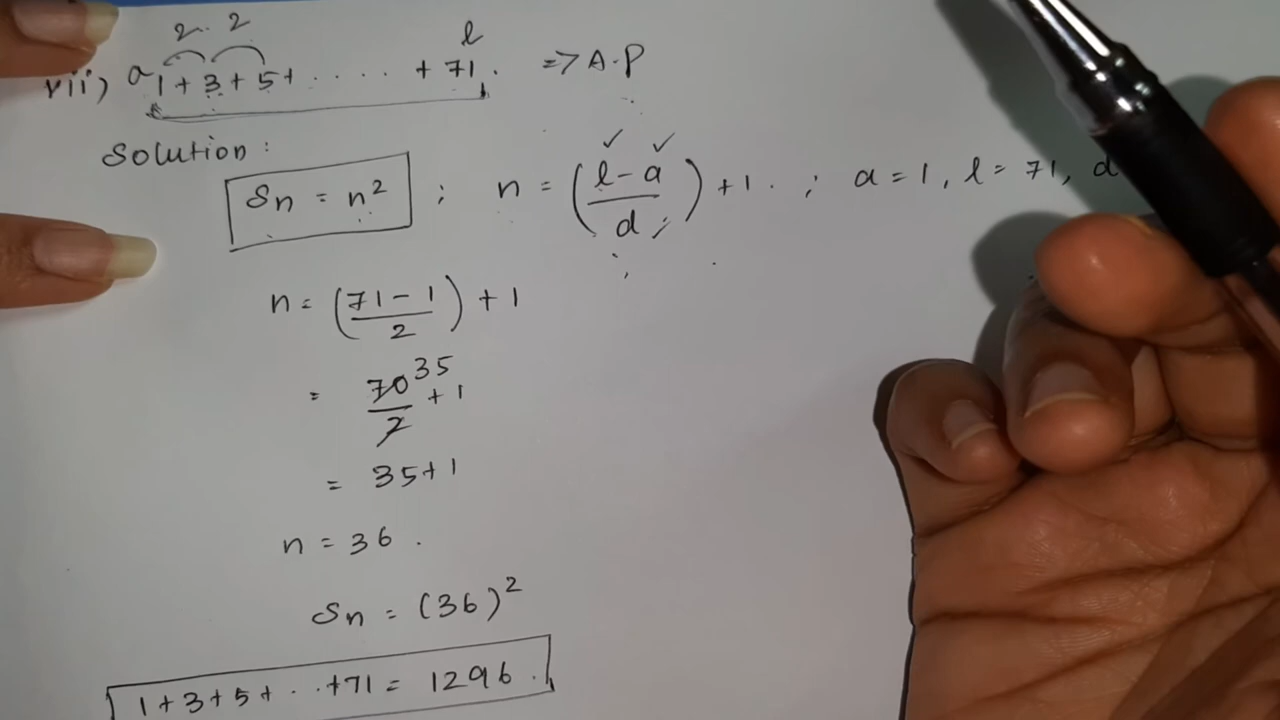 2 2 l
vii) a 1 + 3 + 5 + . . . . . + 71 . => A.P
Solution :
Sn = n² ; n = (l - a / d) + 1 . ; a = 1, l = 71, d
n = (71 - 1 / 2) + 1
= 70/2 35 + 1
= 35 + 1
n = 36 .
Sn = (36)²
1 + 3 + 5 + . . . + 71 = 1296 .